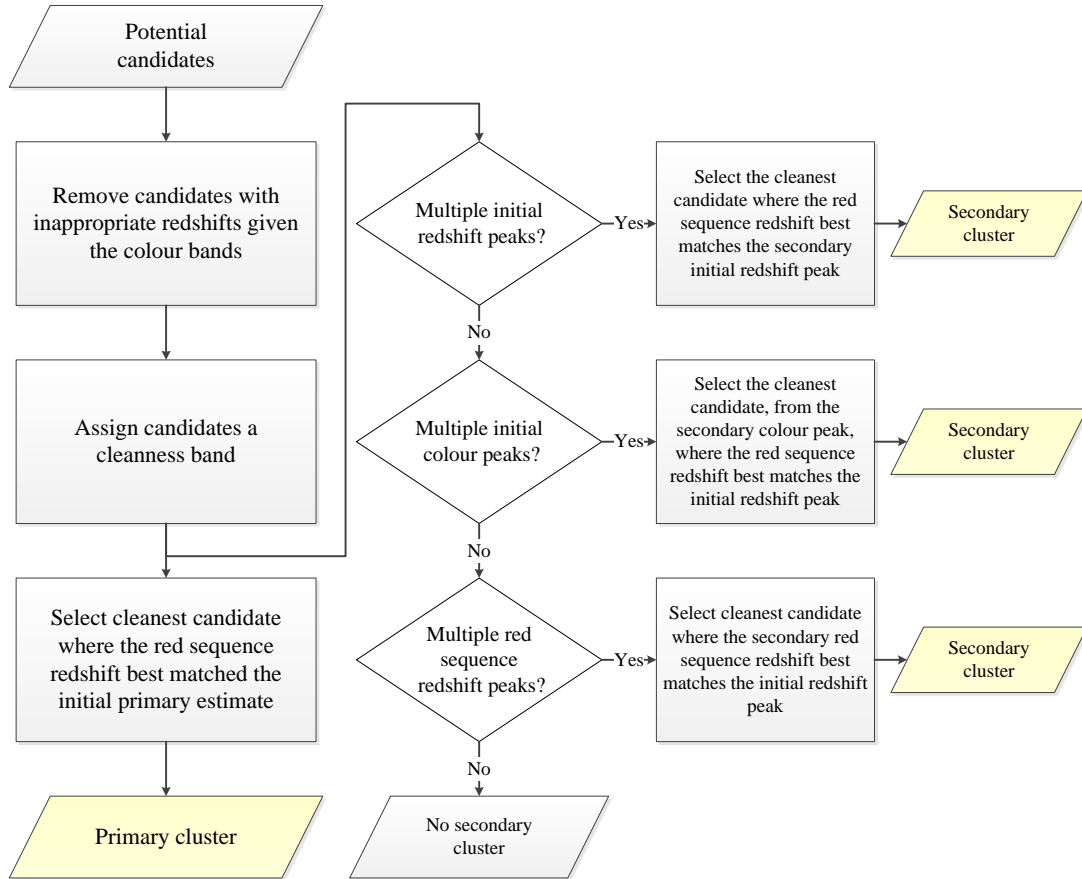 Potential
candidates
Remove candidates with
inappropriate redshifts given
the colour bands
Assign candidates a
cleanness band
Select cleanest candidate
where the red sequence
redshift best matched the
initial primary estimate
Primary cluster
Multiple initial
redshift peaks?
Yes
Select the cleanest
candidate where the red
sequence redshift best
matches the secondary
initial redshift peak
Secondary
cluster
No
Multiple initial
colour peaks?
Yes
Select the cleanest
candidate, from the
secondary colour peak,
where the red sequence
redshift best matches the
initial redshift peak
Secondary
cluster
No
Multiple red
sequence
redshift peaks?
Yes
Select cleanest candidate
where the secondary red
sequence redshift best
matches the initial redshift
peak
Secondary
cluster
No
No secondary
cluster